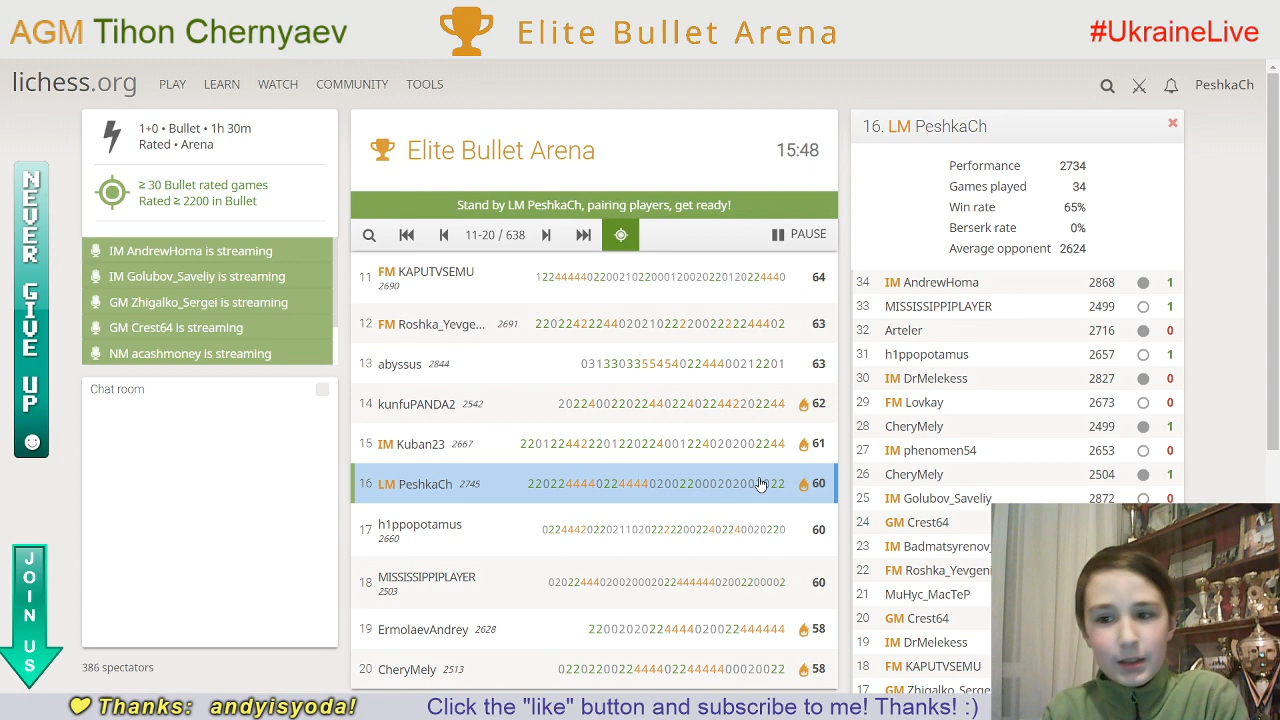 AGM Tihon Chernyaev
Elite Bullet Arena
#UkraineLive
lichess.org
PLAY
LEARN
WATCH
COMMUNITY
TOOLS
PeshkaCh
NEVER GIVE UP
JOIN US
1+0 • Bullet • 1h 30m
Rated • Arena
≥ 30 Bullet rated games
Rated ≥ 2200 in Bullet
IM AndrewHoma is streaming
IM Golubov_Saveliy is streaming
GM Zhigalko_Sergei is streaming
GM Crest64 is streaming
NM acashmoney is streaming
Chat room
386 spectators
Elite Bullet Arena 15:48
Stand by LM PeshkaCh, pairing players, get ready!
11-20 / 638 PAUSE
11 FM KAPUTVSEMU 2690 64
12 FM Roshka_Yevge... 2691 63
13 abyssus 2844 63
14 kunfuPANDA2 2542 62
15 IM Kuban23 2667 61
16 LM PeshkaCh 2745 60
17 h1ppopotamus 2660 60
18 MISSISSIPPIPLAYER 2503 60
19 ErmolaevAndrey 2628 58
20 CheryMely 2513 58
16. LM PeshkaCh
Performance 2734
Games played 34
Win rate 65%
Berserk rate 0%
Average opponent 2624
34 IM AndrewHoma 2868 1
33 MISSISSIPPIPLAYER 2499 1
32 Arteler 2716 0
31 h1ppopotamus 2657 1
30 IM DrMelekess 2827 0
29 FM Lovkay 2673 0
28 CheryMely 2499 1
27 IM phenomen54 2653 0
26 CheryMely 2504 1
25 IM Golubov_Saveliy 2872 0
24 GM Crest64
23 IM Badmatsyrenov_
22 FM Roshka_Yevgeni
21 MuHyc_MacTeP
20 GM Crest64
19 IM DrMelekess
18 FM KAPUTVSEMU
17 GM Zhigalko_Serge
Thanks: andyisyoda!
Click the "like" button and subscribe to me! Thanks! :)